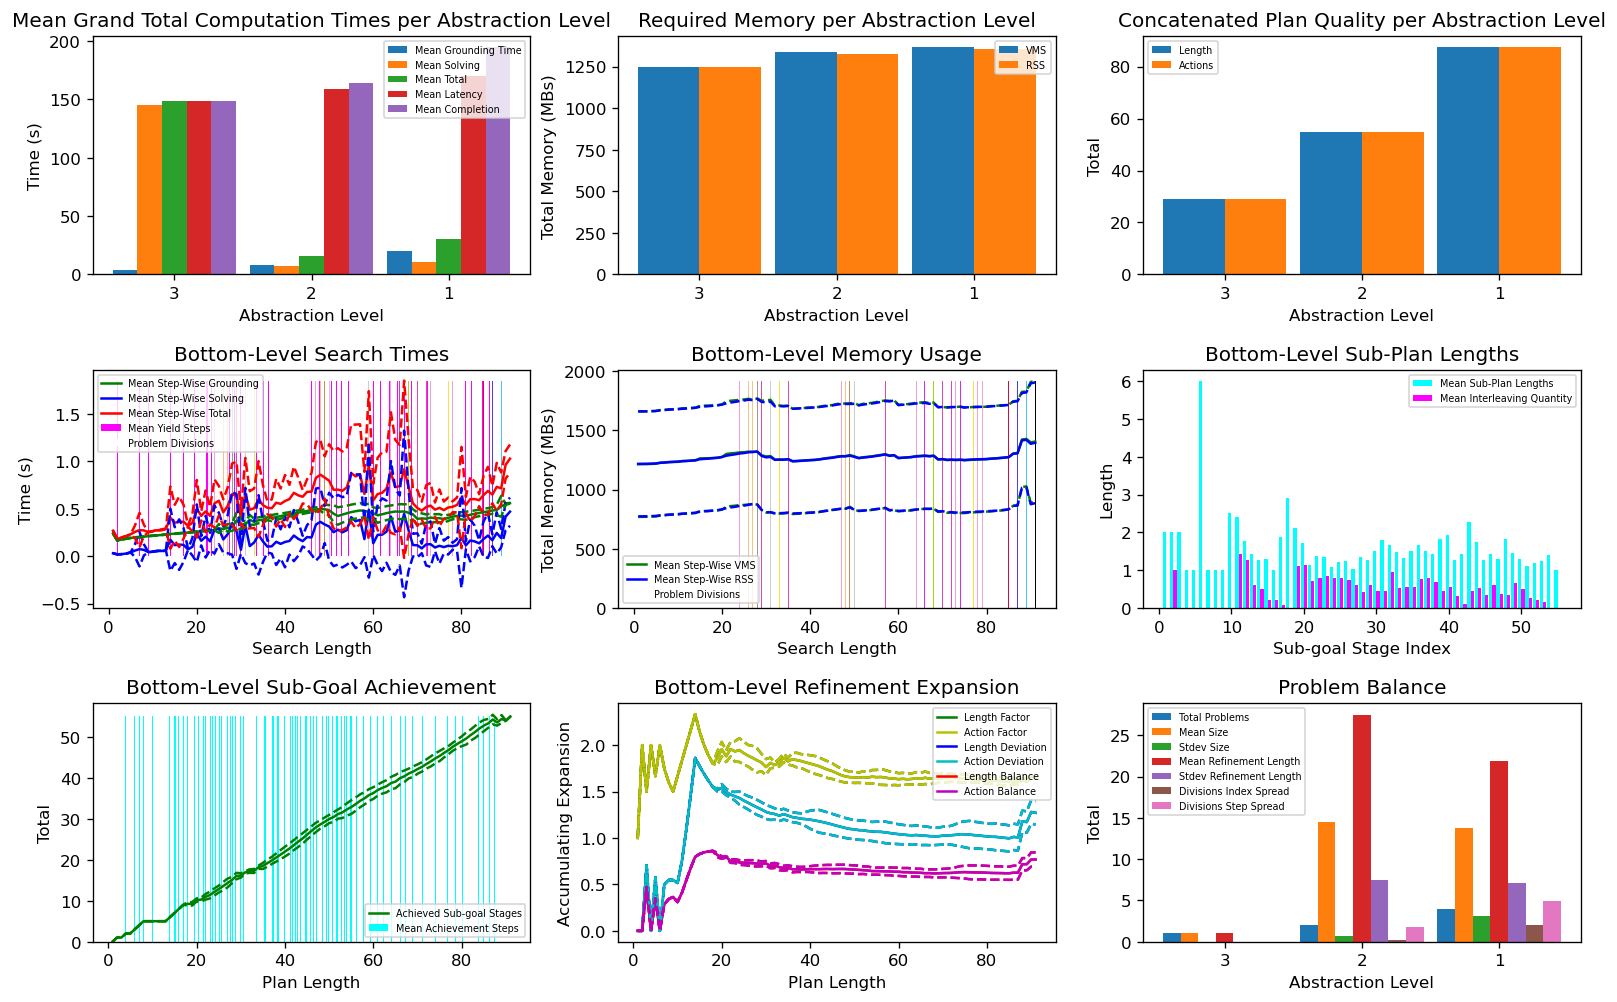 Mean Grand Total Computation Times per Abstraction Level
Required Memory per Abstraction Level
Concatenated Plan Quality per Abstraction Level
Time (s)
200
150
100
50
0
3
2
1
Abstraction Level
Mean Grounding Time
Mean Solving
Mean Total
Mean Latency
Mean Completion
Total Memory (MBs)
1250
1000
750
500
250
0
3
2
1
Abstraction Level
VMS
RSS
Total
80
60
40
20
0
3
2
1
Abstraction Level
Length
Actions
Bottom-Level Search Times
Time (s)
1.5
1.0
0.5
0.0
−0.5
0
20
40
60
80
Search Length
Mean Step-Wise Grounding
Mean Step-Wise Solving
Mean Step-Wise Total
Mean Yield Steps
Problem Divisions
Bottom-Level Memory Usage
Total Memory (MBs)
2000
1500
1000
500
0
0
20
40
60
80
Search Length
Mean Step-Wise VMS
Mean Step-Wise RSS
Problem Divisions
Bottom-Level Sub-Plan Lengths
Length
6
5
4
3
2
1
0
0
10
20
30
40
50
Sub-goal Stage Index
Mean Sub-Plan Lengths
Mean Interleaving Quantity
Bottom-Level Sub-Goal Achievement
Total
50
40
30
20
10
0
0
20
40
60
80
Plan Length
Achieved Sub-goal Stages
Mean Achievement Steps
Bottom-Level Refinement Expansion
Accumulating Expansion
2.0
1.5
1.0
0.5
0.0
0
20
40
60
80
Plan Length
Length Factor
Action Factor
Length Deviation
Action Deviation
Length Balance
Action Balance
Problem Balance
Total
25
20
15
10
5
0
3
2
1
Abstraction Level
Total Problems
Mean Size
Stdev Size
Mean Refinement Length
Stdev Refinement Length
Divisions Index Spread
Divisions Step Spread